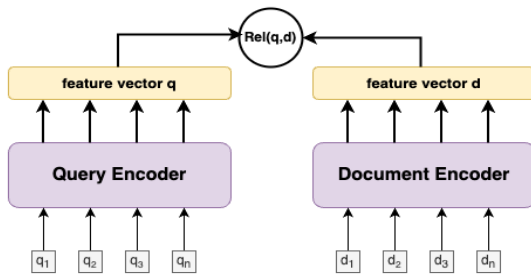 Rel(q,d)
feature vector q
feature vector d
Query Encoder
Document Encoder
q1 q2 q3 qn
d1 d2 d3 dn